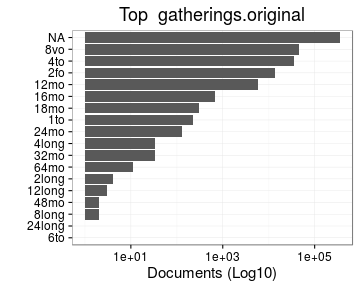 Top gatherings.original
NA
8vo
4to
2fo
12mo
16mo
18mo
1to
24mo
4long
32mo
64mo
2long
12long
48mo
8long
24long
6to
1e+01 1e+03 1e+05
Documents (Log10)